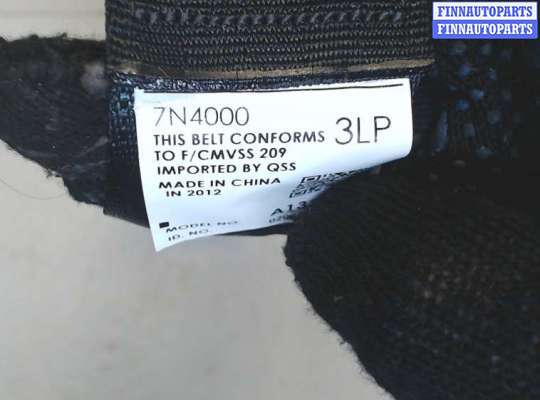 FINNAUTOPARTS
FINNAUTOPARTS
7N4000
THIS BELT CONFORMS 3LP
TO F/CMVSS 209
IMPORTED BY QSS
MADE IN CHINA
IN 2012
MODEL NO.
ID. NO.